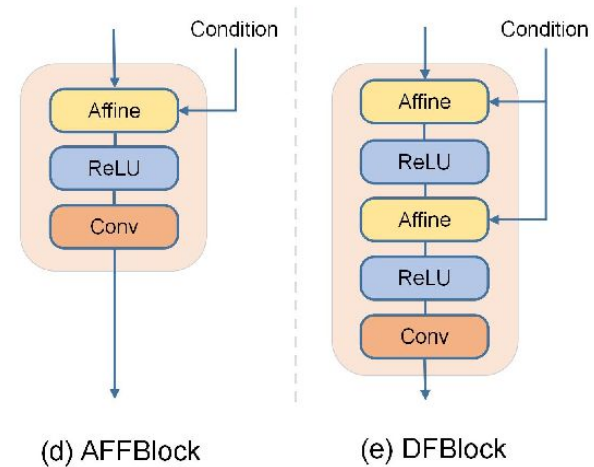 Condition
Affine
ReLU
Conv
(d) AFFBlock
Condition
Affine
ReLU
Affine
ReLU
Conv
(e) DFBlock